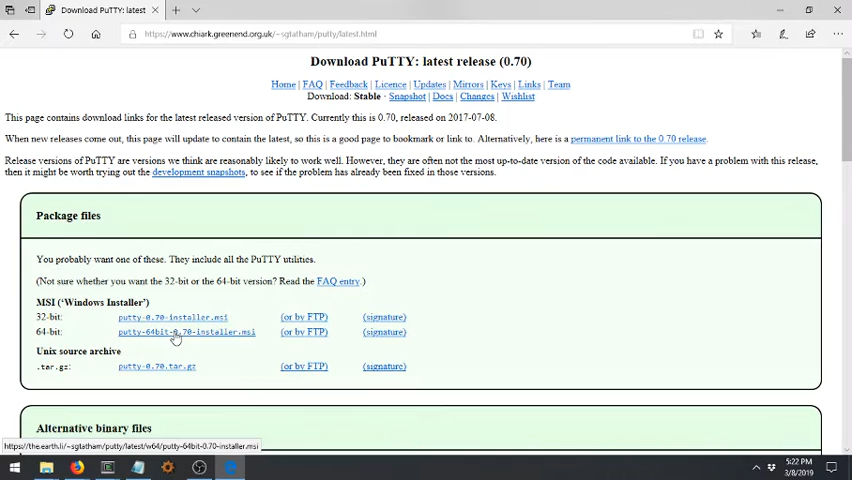 Download PuTTY: latest
https://www.chiark.greenend.org.uk/~sgtatham/putty/latest.html
Download PuTTY: latest release (0.70)
Home | FAQ | Feedback | Licence | Updates | Mirrors | Keys | Links | Team
Download: Stable · Snapshot | Docs | Changes | Wishlist
This page contains download links for the latest released version of PuTTY. Currently this is 0.70, released on 2017-07-08.
When new releases come out, this page will update to contain the latest, so this is a good page to bookmark or link to. Alternatively, here is a permanent link to the 0.70 release.
Release versions of PuTTY are versions we think are reasonably likely to work well. However, they are often not the most up-to-date version of the code available. If you have a problem with this release,
then it might be worth trying out the development snapshots, to see if the problem has already been fixed in those versions.
Package files
You probably want one of these. They include all the PuTTY utilities.
(Not sure whether you want the 32-bit or the 64-bit version? Read the FAQ entry.)
MSI (‘Windows Installer’)
32-bit: putty-0.70-installer.msi (or by FTP) (signature)
64-bit: putty-64bit-0.70-installer.msi (or by FTP) (signature)
Unix source archive
.tar.gz: putty-0.70.tar.gz (or by FTP) (signature)
Alternative binary files
https://the.earth.li/~sgtatham/putty/latest/w64/putty-64bit-0.70-installer.msi
5:22 PM
3/8/2019